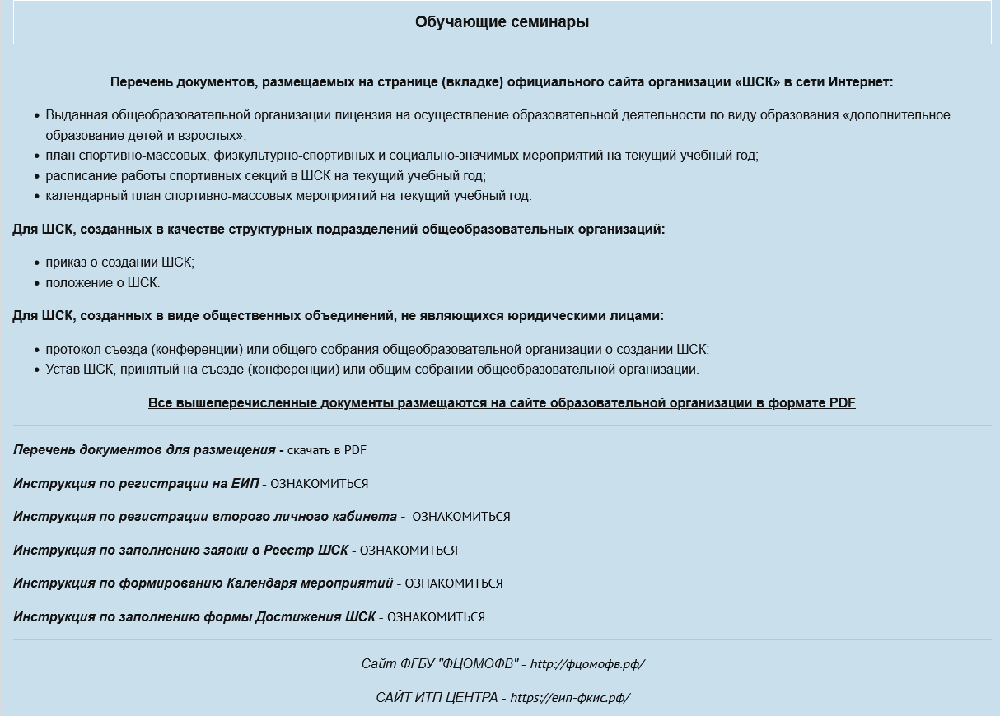 Обучающие семинары
Перечень документов, размещаемых на странице (вкладке) официального сайта организации «ШСК» в сети Интернет:
• Выданная общеобразовательной организации лицензия на осуществление образовательной деятельности по виду образования «дополнительное
образование детей и взрослых»;
• план спортивно-массовых, физкультурно-спортивных и социально-значимых мероприятий на текущий учебный год;
• расписание работы спортивных секций в ШСК на текущий учебный год;
• календарный план спортивно-массовых мероприятий на текущий учебный год.
Для ШСК, созданных в качестве структурных подразделений общеобразовательных организаций:
• приказ о создании ШСК;
• положение о ШСК.
Для ШСК, созданных в виде общественных объединений, не являющихся юридическими лицами:
• протокол съезда (конференции) или общего собрания общеобразовательной организации о создании ШСК;
• Устав ШСК, принятый на съезде (конференции) или общим собрании общеобразовательной организации.
Все вышеперечисленные документы размещаются на сайте образовательной организации в формате PDF
Перечень документов для размещения - скачать в PDF
Инструкция по регистрации на ЕИП - ОЗНАКОМИТЬСЯ
Инструкция по регистрации второго личного кабинета - ОЗНАКОМИТЬСЯ
Инструкция по заполнению заявки в Реестр ШСК - ОЗНАКОМИТЬСЯ
Инструкция по формированию Календаря мероприятий - ОЗНАКОМИТЬСЯ
Инструкция по заполнению формы Достижения ШСК - ОЗНАКОМИТЬСЯ
Сайт ФГБУ "ФЦОМОФВ" - http://фцомофв.рф/
САЙТ ИТП ЦЕНТРА - https://еип-фкис.рф/